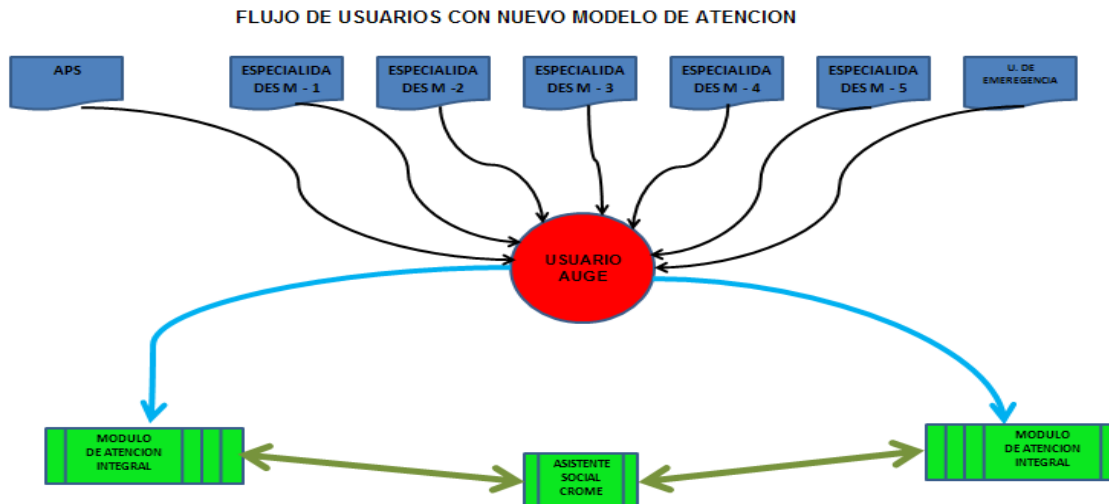 FLUJO DE USUARIOS CON NUEVO MODELO DE ATENCION
APS
ESPECIALIDA
DES M - 1
ESPECIALIDA
DES M -2
ESPECIALIDA
DES M - 3
ESPECIALIDA
DES M - 4
ESPECIALIDA
DES M - 5
U. DE
EMEREGENCIA
USUARIO
AUGE
MODULO
DE ATENCION
INTEGRAL
ASISTENTE
SOCIAL
CROME
MODULO
DE ATENCION
INTEGRAL